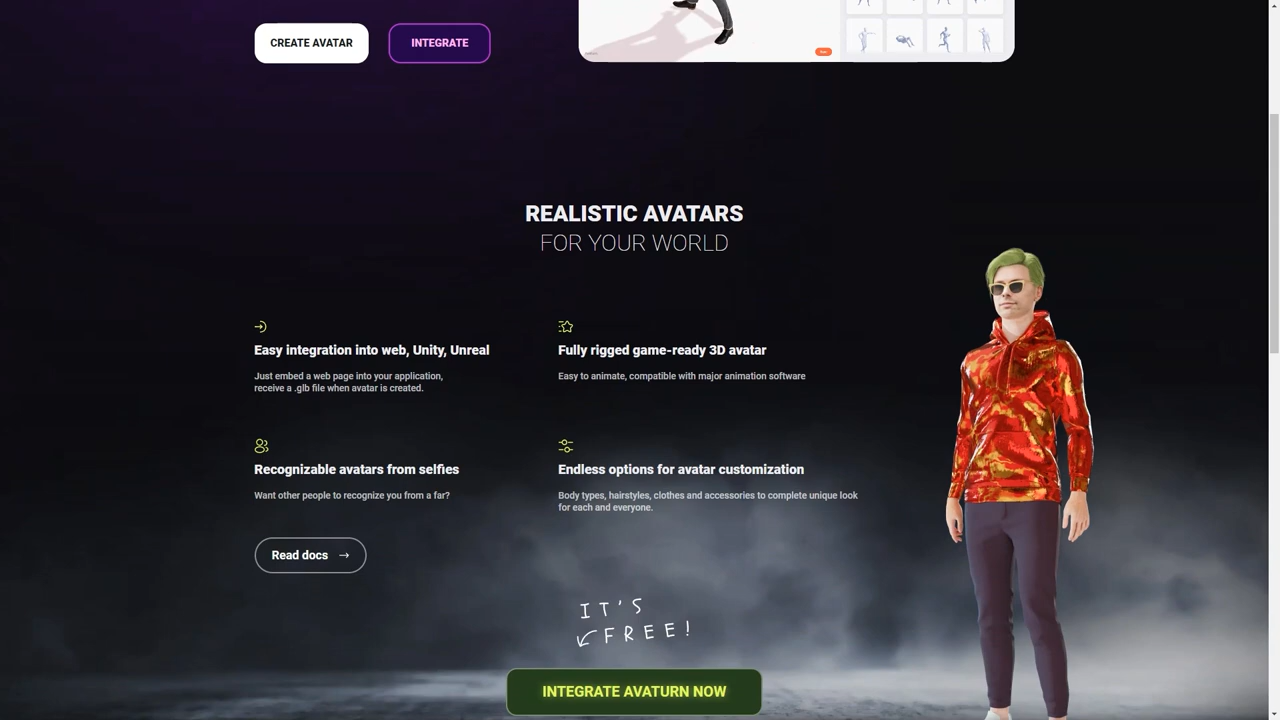 CREATE AVATAR
INTEGRATE
REALISTIC AVATARS
FOR YOUR WORLD
Easy integration into web, Unity, Unreal
Just embed a web page into your application,
receive a .glb file when avatar is created.
Fully rigged game-ready 3D avatar
Easy to animate, compatible with major animation software
Recognizable avatars from selfies
Want other people to recognize you from a far?
Endless options for avatar customization
Body types, hairstyles, clothes and accessories to complete unique look
for each and everyone.
Read docs
IT'S
FREE!
INTEGRATE AVATURN NOW